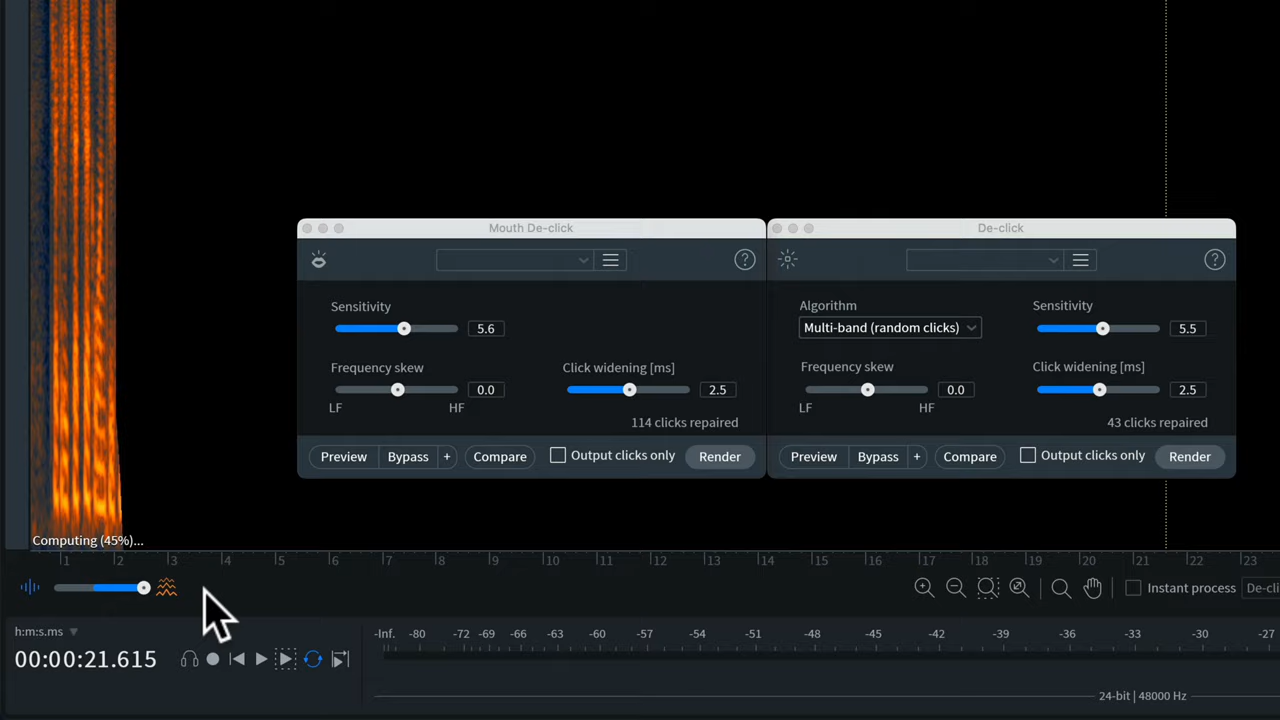 Mouth De-click
Sensitivity
5.6
Frequency skew
0.0
LF HF
Click widening [ms]
2.5
114 clicks repaired
Preview Bypass + Compare Output clicks only Render
De-click
?
?
Algorithm
Multi-band (random clicks)
Sensitivity
5.5
Frequency skew
0.0
LF HF
Click widening [ms]
2.5
43 clicks repaired
Preview Bypass + Compare Output clicks only Render
Computing (45%)...
1 2 3 4 5 6 7 8 9 10 11 12 13 14 15 16 17 18 19 20 21 22 23
Instant process De-cli
h:m:s.ms
00:00:21.615
-Inf. -80 -72 -69 -66 -63 -60 -57 -54 -51 -48 -45 -42 -39 -36 -33 -30 -27
24-bit | 48000 Hz